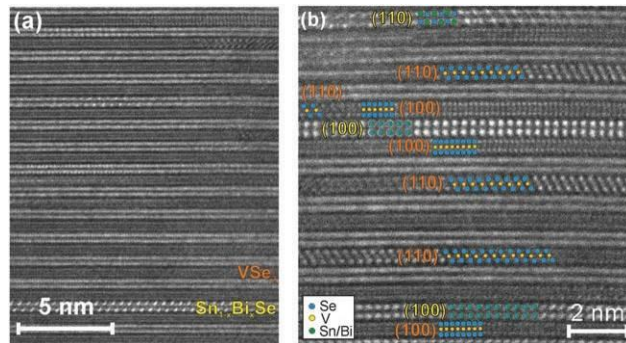 (a)
VSe₂
Sn₁₋ₓBiₓSe
5 nm
(b)
(110)
(110)
(110)
(100)
(100)
(100)
(110)
(110)
(100)
(100)
Se
V
Sn/Bi
2 nm